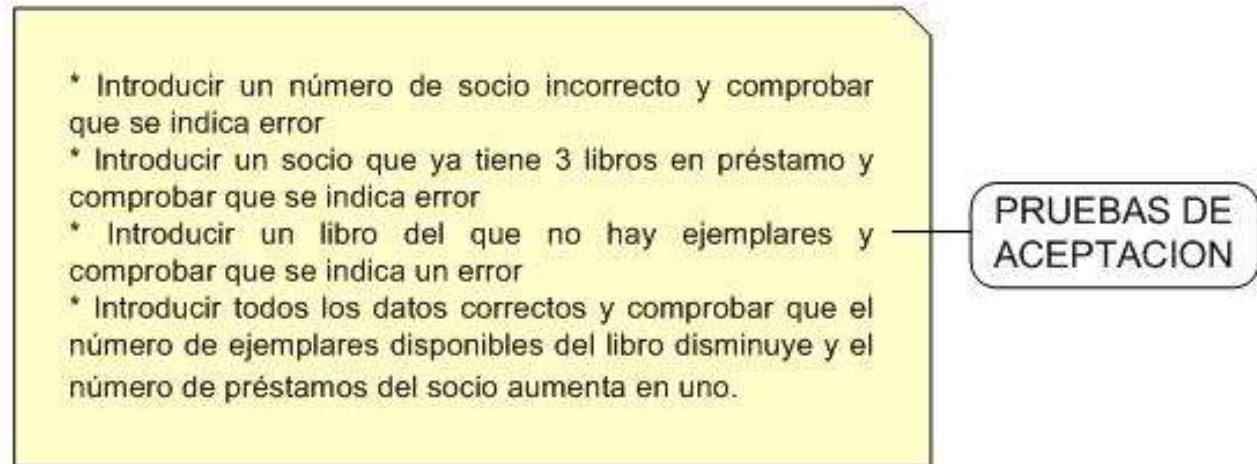 * Introducir un número de socio incorrecto y comprobar
que se indica error
* Introducir un socio que ya tiene 3 libros en préstamo y
comprobar que se indica error
* Introducir un libro del que no hay ejemplares y
comprobar que se indica un error
* Introducir todos los datos correctos y comprobar que el
número de ejemplares disponibles del libro disminuye y el
número de préstamos del socio aumenta en uno.
PRUEBAS DE
ACEPTACION